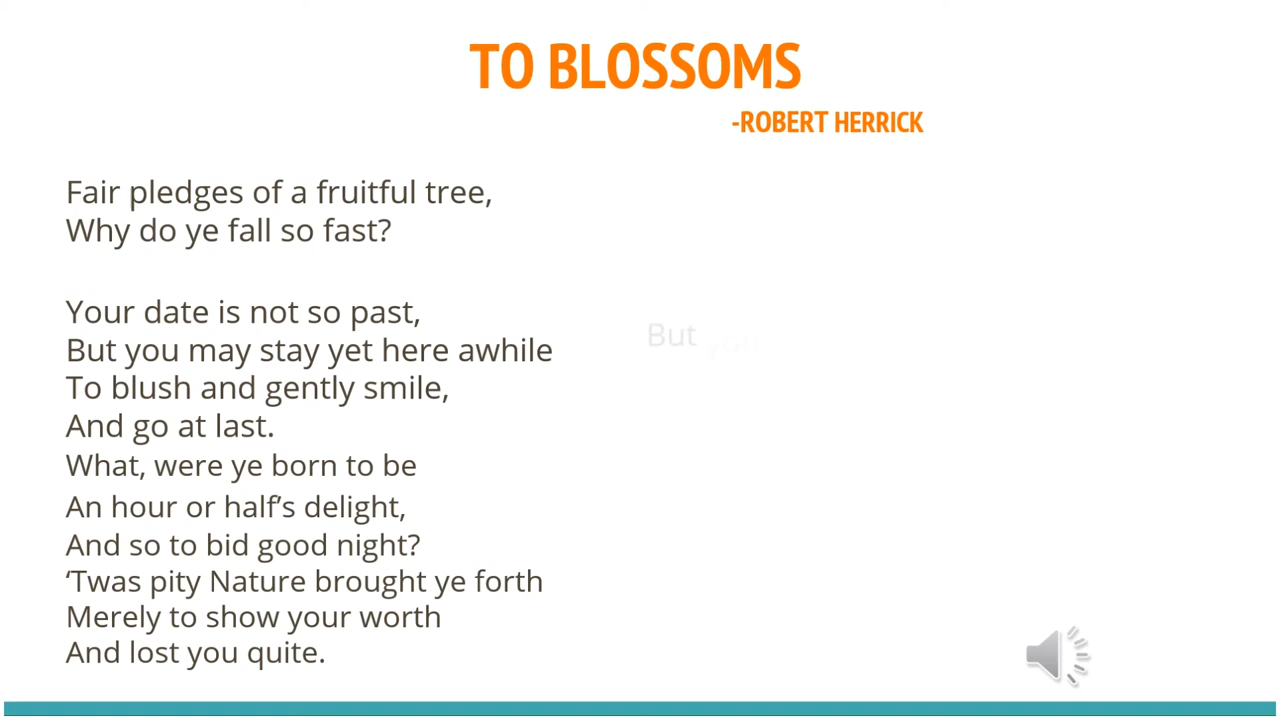 TO BLOSSOMS
-ROBERT HERRICK
Fair pledges of a fruitful tree,
Why do ye fall so fast?
Your date is not so past,
But you may stay yet here awhile
To blush and gently smile,
And go at last.
What, were ye born to be
An hour or half’s delight,
And so to bid good night?
‘Twas pity Nature brought ye forth
Merely to show your worth
And lost you quite.
But you